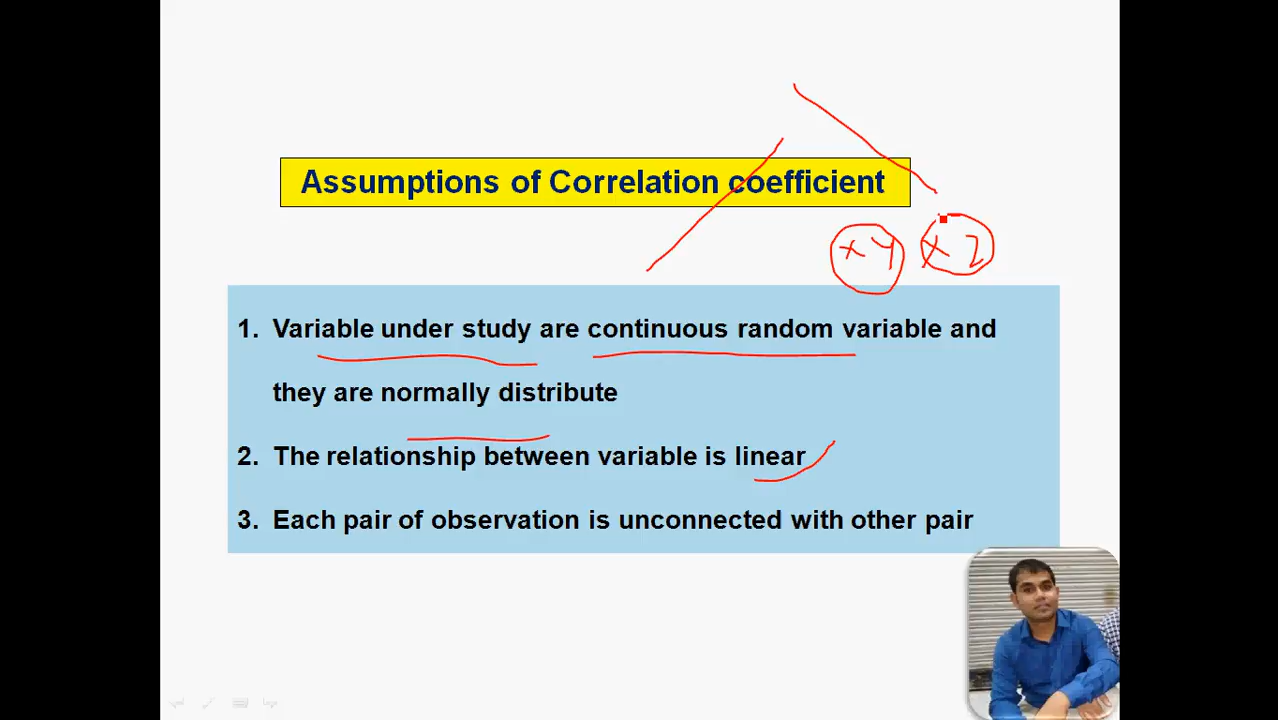 Assumptions of Correlation coefficient
x y x z
1. Variable under study are continuous random variable and
they are normally distribute
2. The relationship between variable is linear
3. Each pair of observation is unconnected with other pair